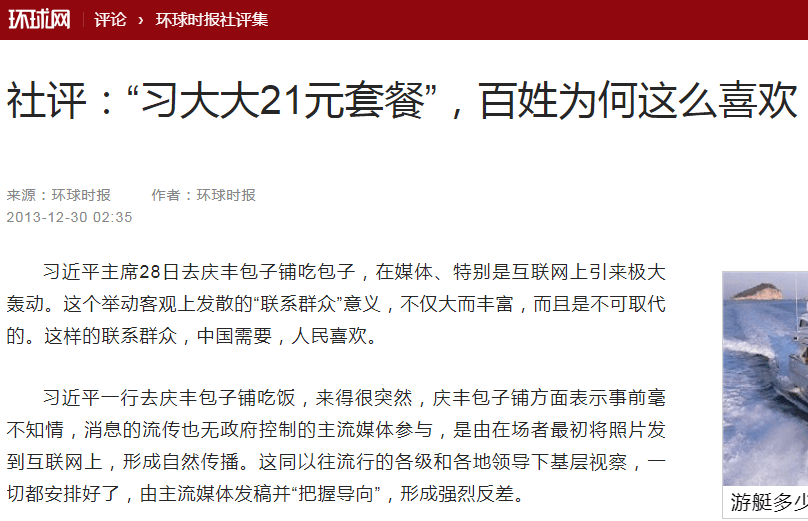 环球网 评论 › 环球时报社评集
社评：“习大大21元套餐”，百姓为何这么喜欢
来源：环球时报 作者：环球时报
2013-12-30 02:35
习近平主席28日去庆丰包子铺吃包子，在媒体、特别是互联网上引来极大
轰动。这个举动客观上发散的“联系群众”意义，不仅大而丰富，而且是不可取代
的。这样的联系群众，中国需要，人民喜欢。
习近平一行去庆丰包子铺吃饭，来得很突然，庆丰包子铺方面表示事前毫
不知情，消息的流传也无政府控制的主流媒体参与，是由在场者最初将照片发
到互联网上，形成自然传播。这同以往流行的各级和各地领导下基层视察，一
切都安排好了，由主流媒体发稿并“把握导向”，形成强烈反差。
游艇多少